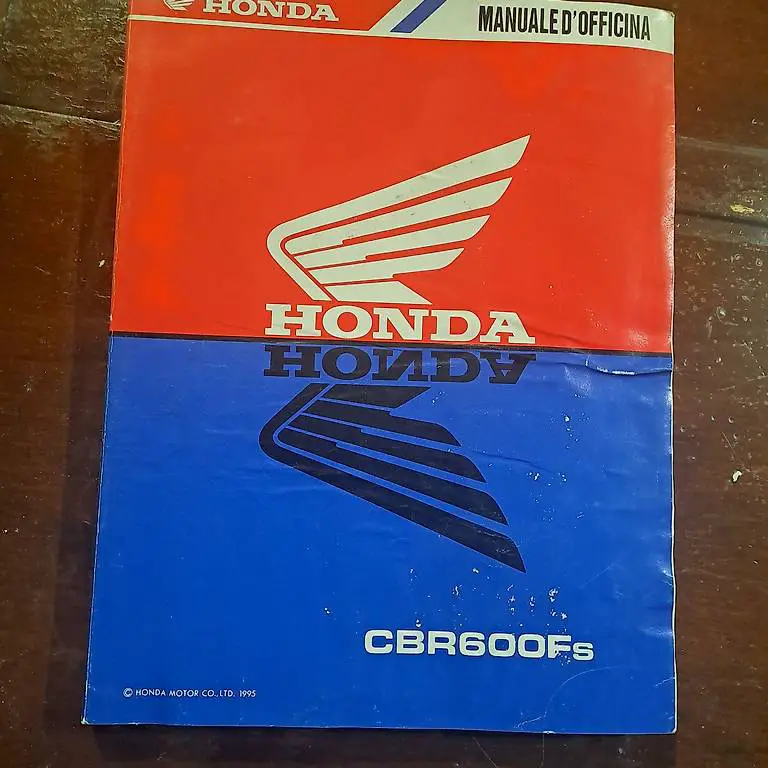 HONDA
MANUALE D'OFFICINA
HONDA
HONDA
CBR600Fs
© HONDA MOTOR CO.,LTD. 1995